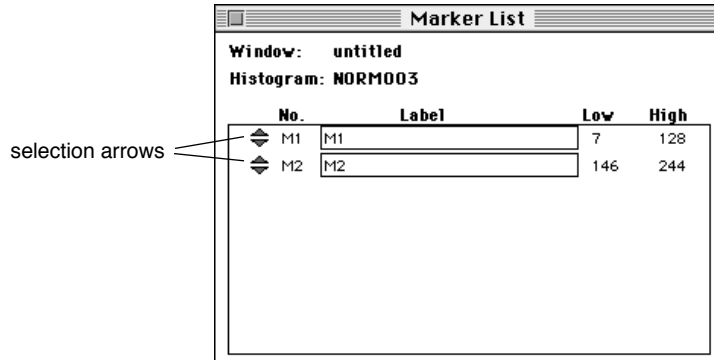 Marker List
Window: untitled
Histogram: NORM003
No. Label Low High
selection arrows
M1 M1 7 128
M2 M2 146 244